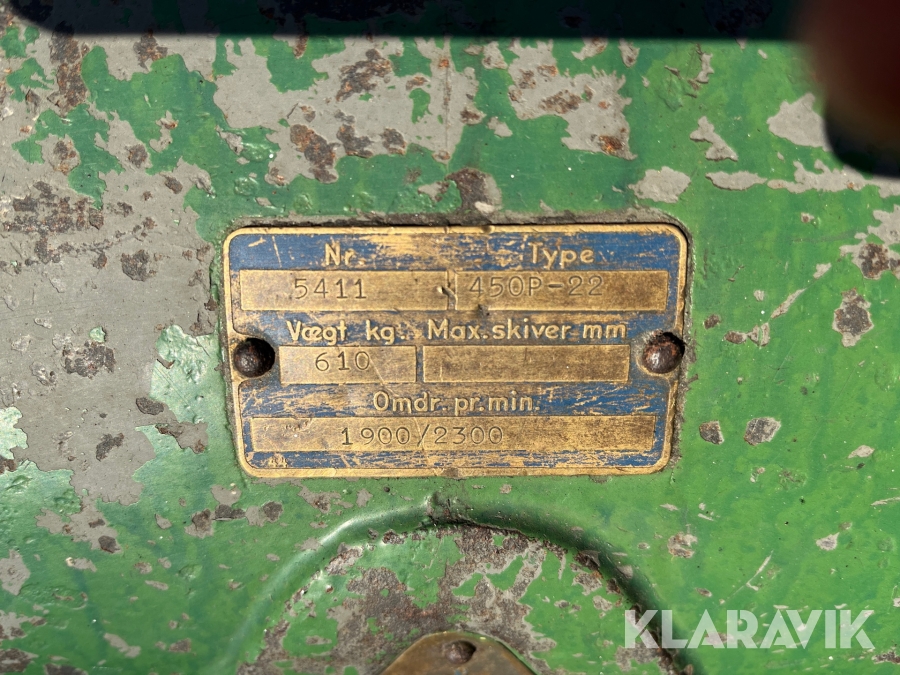 Nr. Type
5411 450P-22
Vægt kg. Max.skiver mm
610
Omdr. pr. min.
1900/2300
KLARAVIK